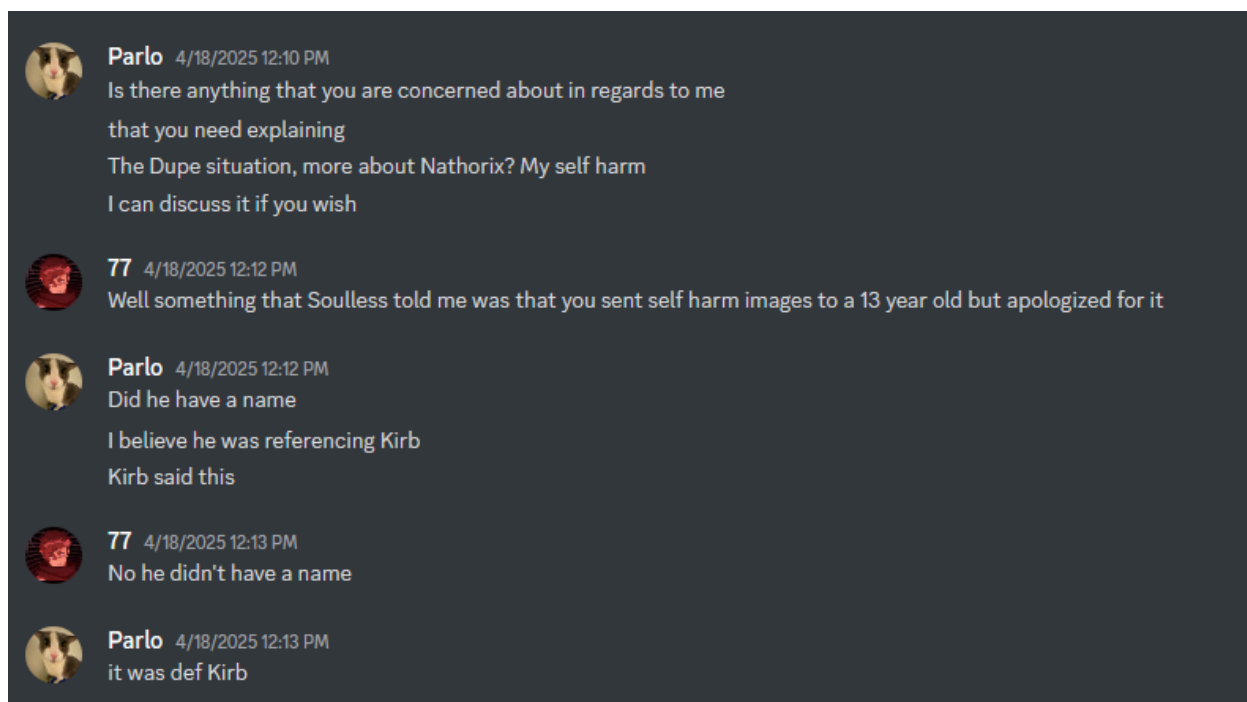 Parlo 4/18/2025 12:10 PM
Is there anything that you are concerned about in regards to me
that you need explaining
The Dupe situation, more about Nathorix? My self harm
I can discuss it if you wish
77 4/18/2025 12:12 PM
Well something that Soulless told me was that you sent self harm images to a 13 year old but apologized for it
Parlo 4/18/2025 12:12 PM
Did he have a name
I believe he was referencing Kirb
Kirb said this
77 4/18/2025 12:13 PM
No he didn't have a name
Parlo 4/18/2025 12:13 PM
it was def Kirb